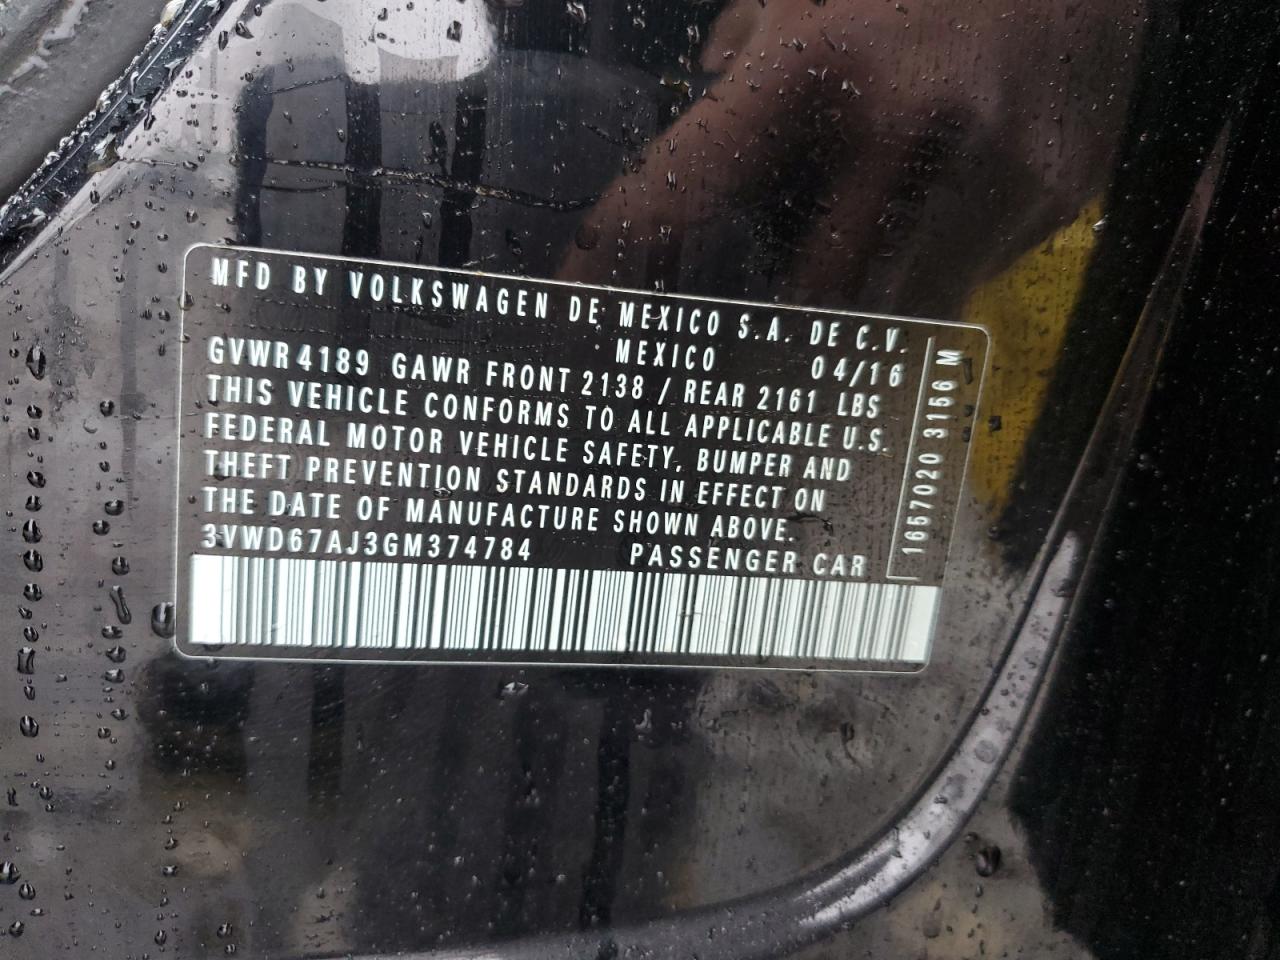 MFD BY VOLKSWAGEN DE MEXICO S.A. DE C.V.
MEXICO 04/16
GVWR 4189 GAWR FRONT 2138 / REAR 2161 LBS
THIS VEHICLE CONFORMS TO ALL APPLICABLE U.S.
FEDERAL MOTOR VEHICLE SAFETY, BUMPER AND
THEFT PREVENTION STANDARDS IN EFFECT ON
THE DATE OF MANUFACTURE SHOWN ABOVE.
3VWD67AJ3GM374784 PASSENGER CAR
1657020 3156 M